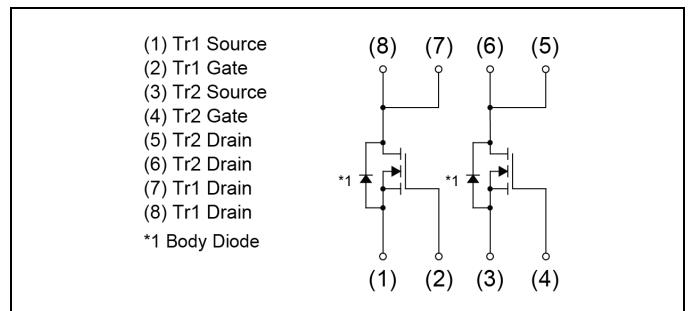 (1) Tr1 Source
(2) Tr1 Gate
(3) Tr2 Source
(4) Tr2 Gate
(5) Tr2 Drain
(6) Tr2 Drain
(7) Tr1 Drain
(8) Tr1 Drain
*1 Body Diode
(8) (7) (6) (5)
*1 *1
(1) (2) (3) (4)